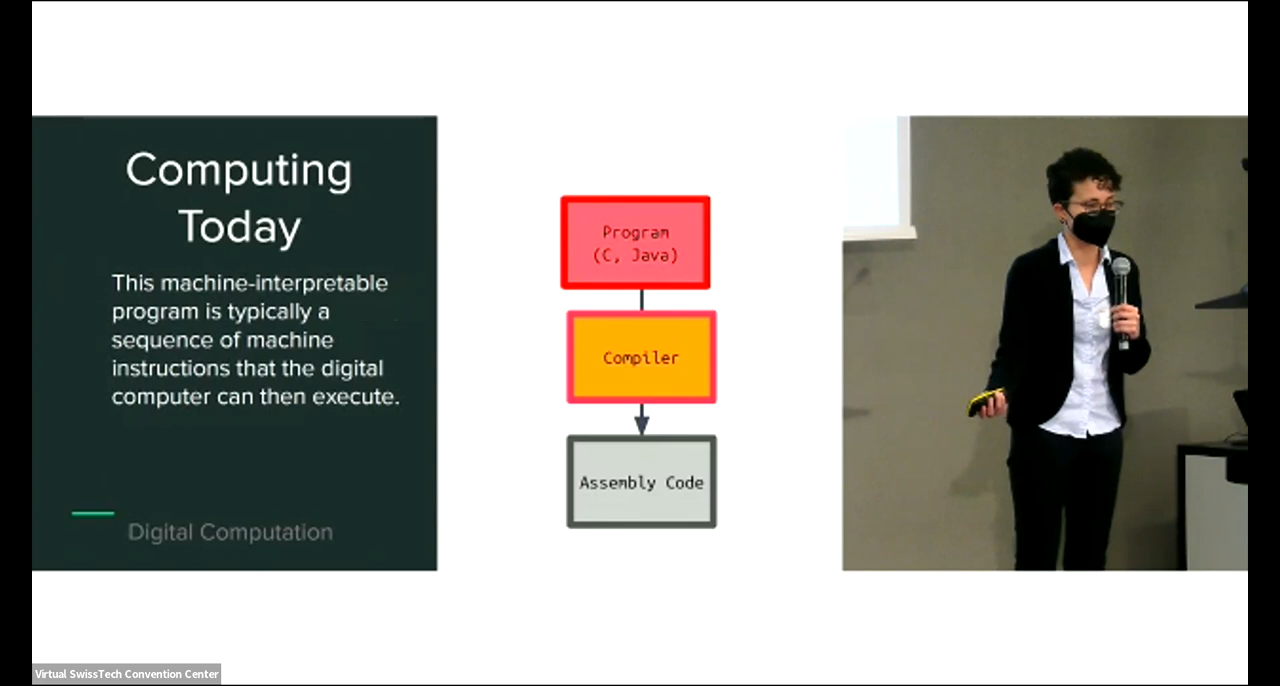 Computing
Today
This machine-interpretable
program is typically a
sequence of machine
instructions that the digital
computer can then execute.
Digital Computation
Program
(C, Java)
Compiler
Assembly Code
Virtual SwissTech Convention Center